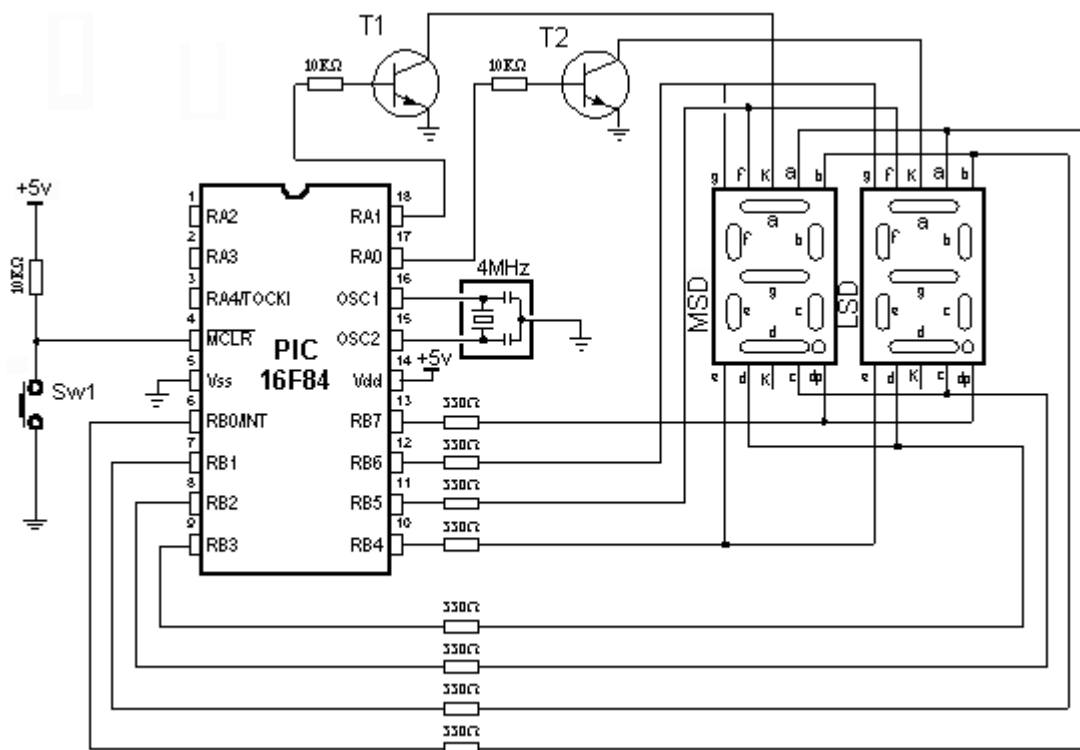 T1
T2
10KΩ
10KΩ
+5v
10KΩ
Sw1
1
RA2
2
RA3
3
RA4/TOCKI
4
MCLR
5
Vss
6
RB0/INT
7
RB1
8
RB2
9
RB3
PIC
16F84
18
RA1
17
RA0
16
OSC1
15
OSC2
14
Vdd
13
RB7
12
RB6
11
RB5
10
RB4
4MHz
+5v
330Ω
330Ω
330Ω
330Ω
330Ω
330Ω
330Ω
330Ω
MSD
g f K a b
a
f b
g
e c
d
e d K c dp
LSD
g f K a b
a
f b
g
e c
d
e d K c dp